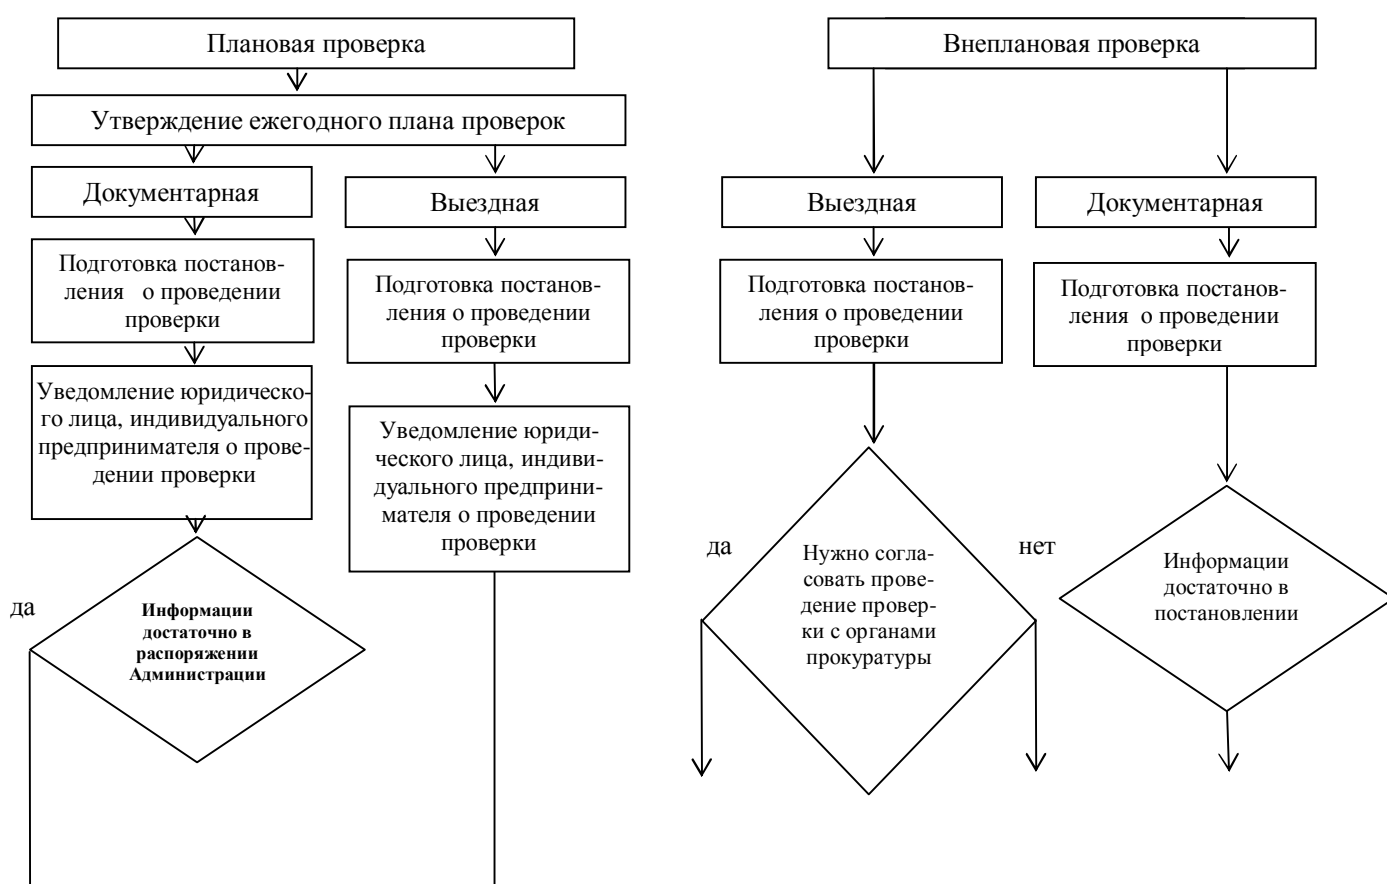 Плановая проверка
Внеплановая проверка
Утверждение ежегодного плана проверок
Документарная
Выездная
Выездная
Документарная
Подготовка постанов-
ления о проведении
проверки
Подготовка постанов-
ления о проведении
проверки
Подготовка постанов-
ления о проведении
проверки
Подготовка постанов-
ления о проведении
проверки
Уведомление юридическо-
го лица, индивидуального
предпринимателя о прове-
дении проверки
Уведомление юриди-
ческого лица, индиви-
дуального предприни-
мателя о проведении
проверки
да
Информации
достаточно в
распоряжении
Администрации
да
Нужно согла-
совать прове-
дение провер-
ки с органами
прокуратуры
нет
Информации
достаточно в
постановлении